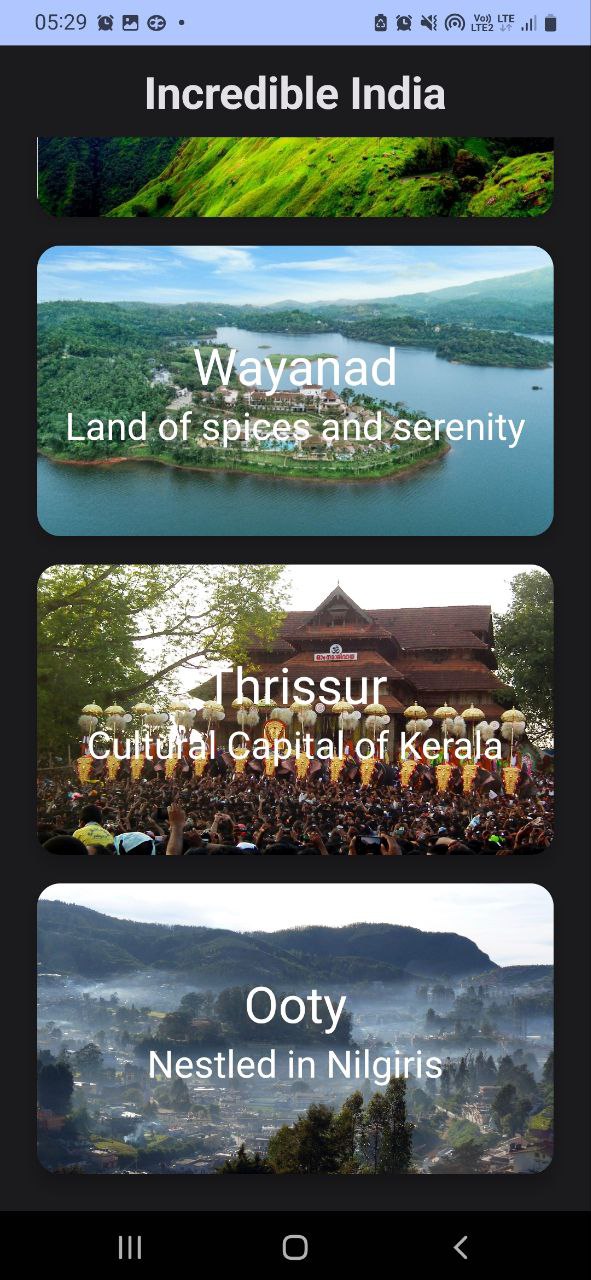 05:29
Vo)) LTE
LTE2
Incredible India
Wayanad
Land of spices and serenity
Thrissur
Cultural Capital of Kerala
Ooty
Nestled in Nilgiris